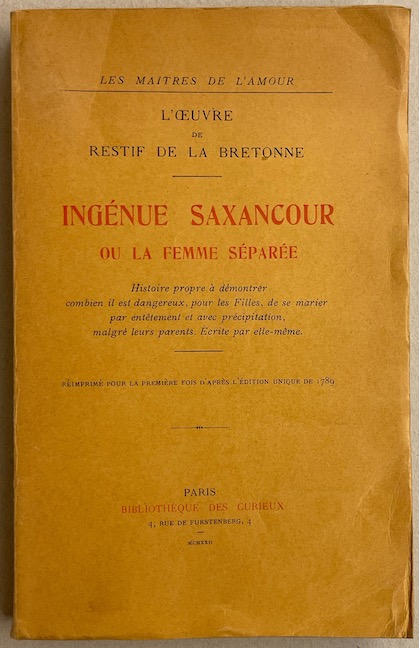 LES MAITRES DE L'AMOUR
L'ŒUVRE
DE
RESTIF DE LA BRETONNE
INGÉNUE SAXANCOUR
OU LA FEMME SÉPARÉE
Histoire propre à démontrer
combien il est dangereux, pour les Filles, de se marier
par entêtement et avec précipitation,
malgré leurs parents. Ecrite par elle-même.
RÉIMPRIMÉ POUR LA PREMIÈRE FOIS D'APRÈS L'ÉDITION UNIQUE DE 1789
PARIS
BIBLIOTHÈQUE DES CURIEUX
4, RUE DE FURSTENBERG, 4
MCMXXII